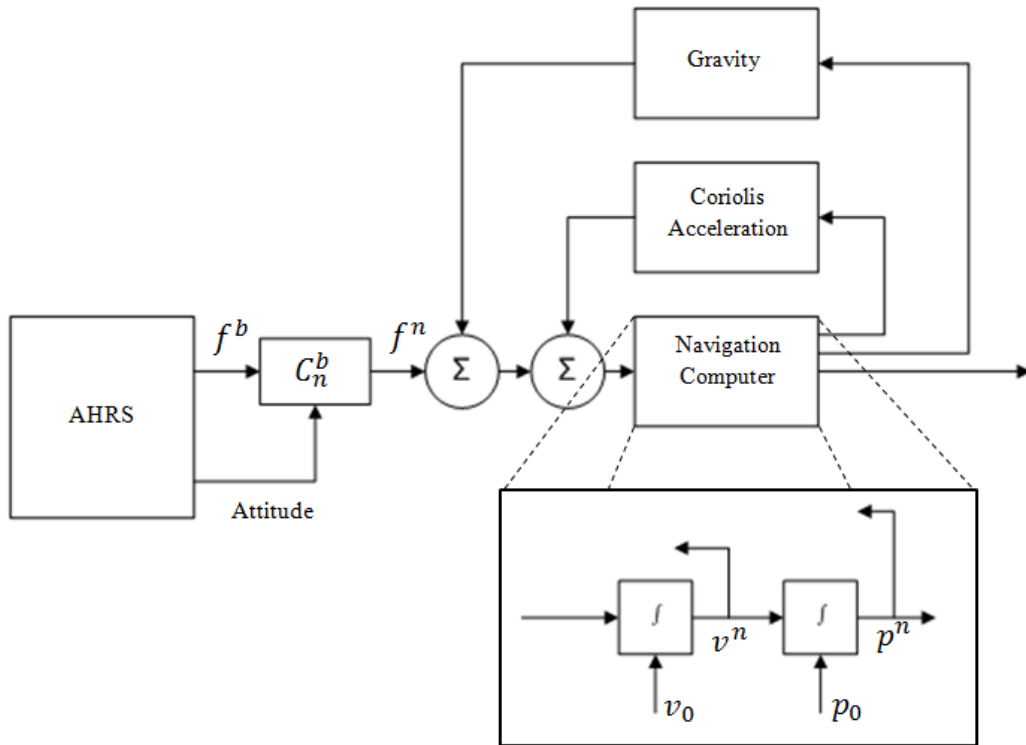 Gravity
Coriolis
Acceleration
f^b
f^n
C_n^b
Σ
Σ
Navigation
Computer
AHRS
Attitude
∫
∫
v^n
p^n
v_0
p_0